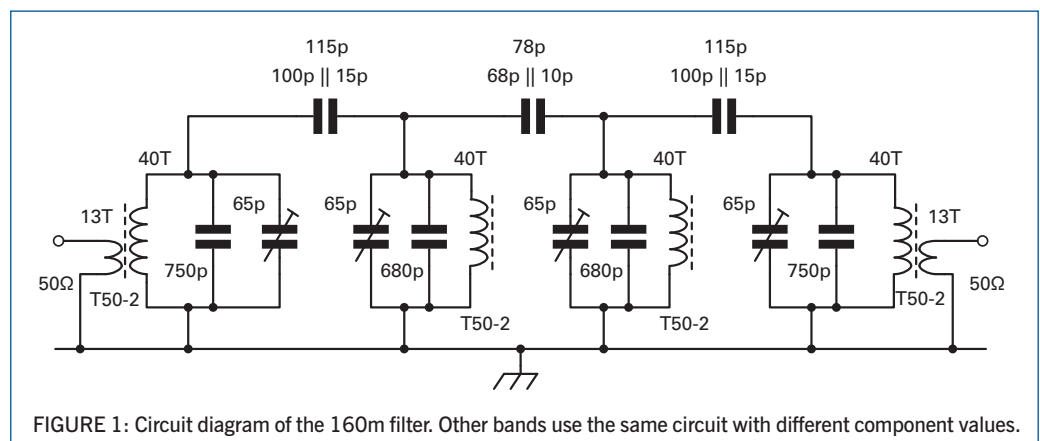 115p
78p
115p
100p || 15p
68p || 10p
100p || 15p
40T
40T
40T
40T
13T
65p
65p
65p
65p
13T
750p
680p
680p
750p
50Ω
50Ω
T50-2
T50-2
T50-2
T50-2
FIGURE 1: Circuit diagram of the 160m filter. Other bands use the same circuit with different component values.